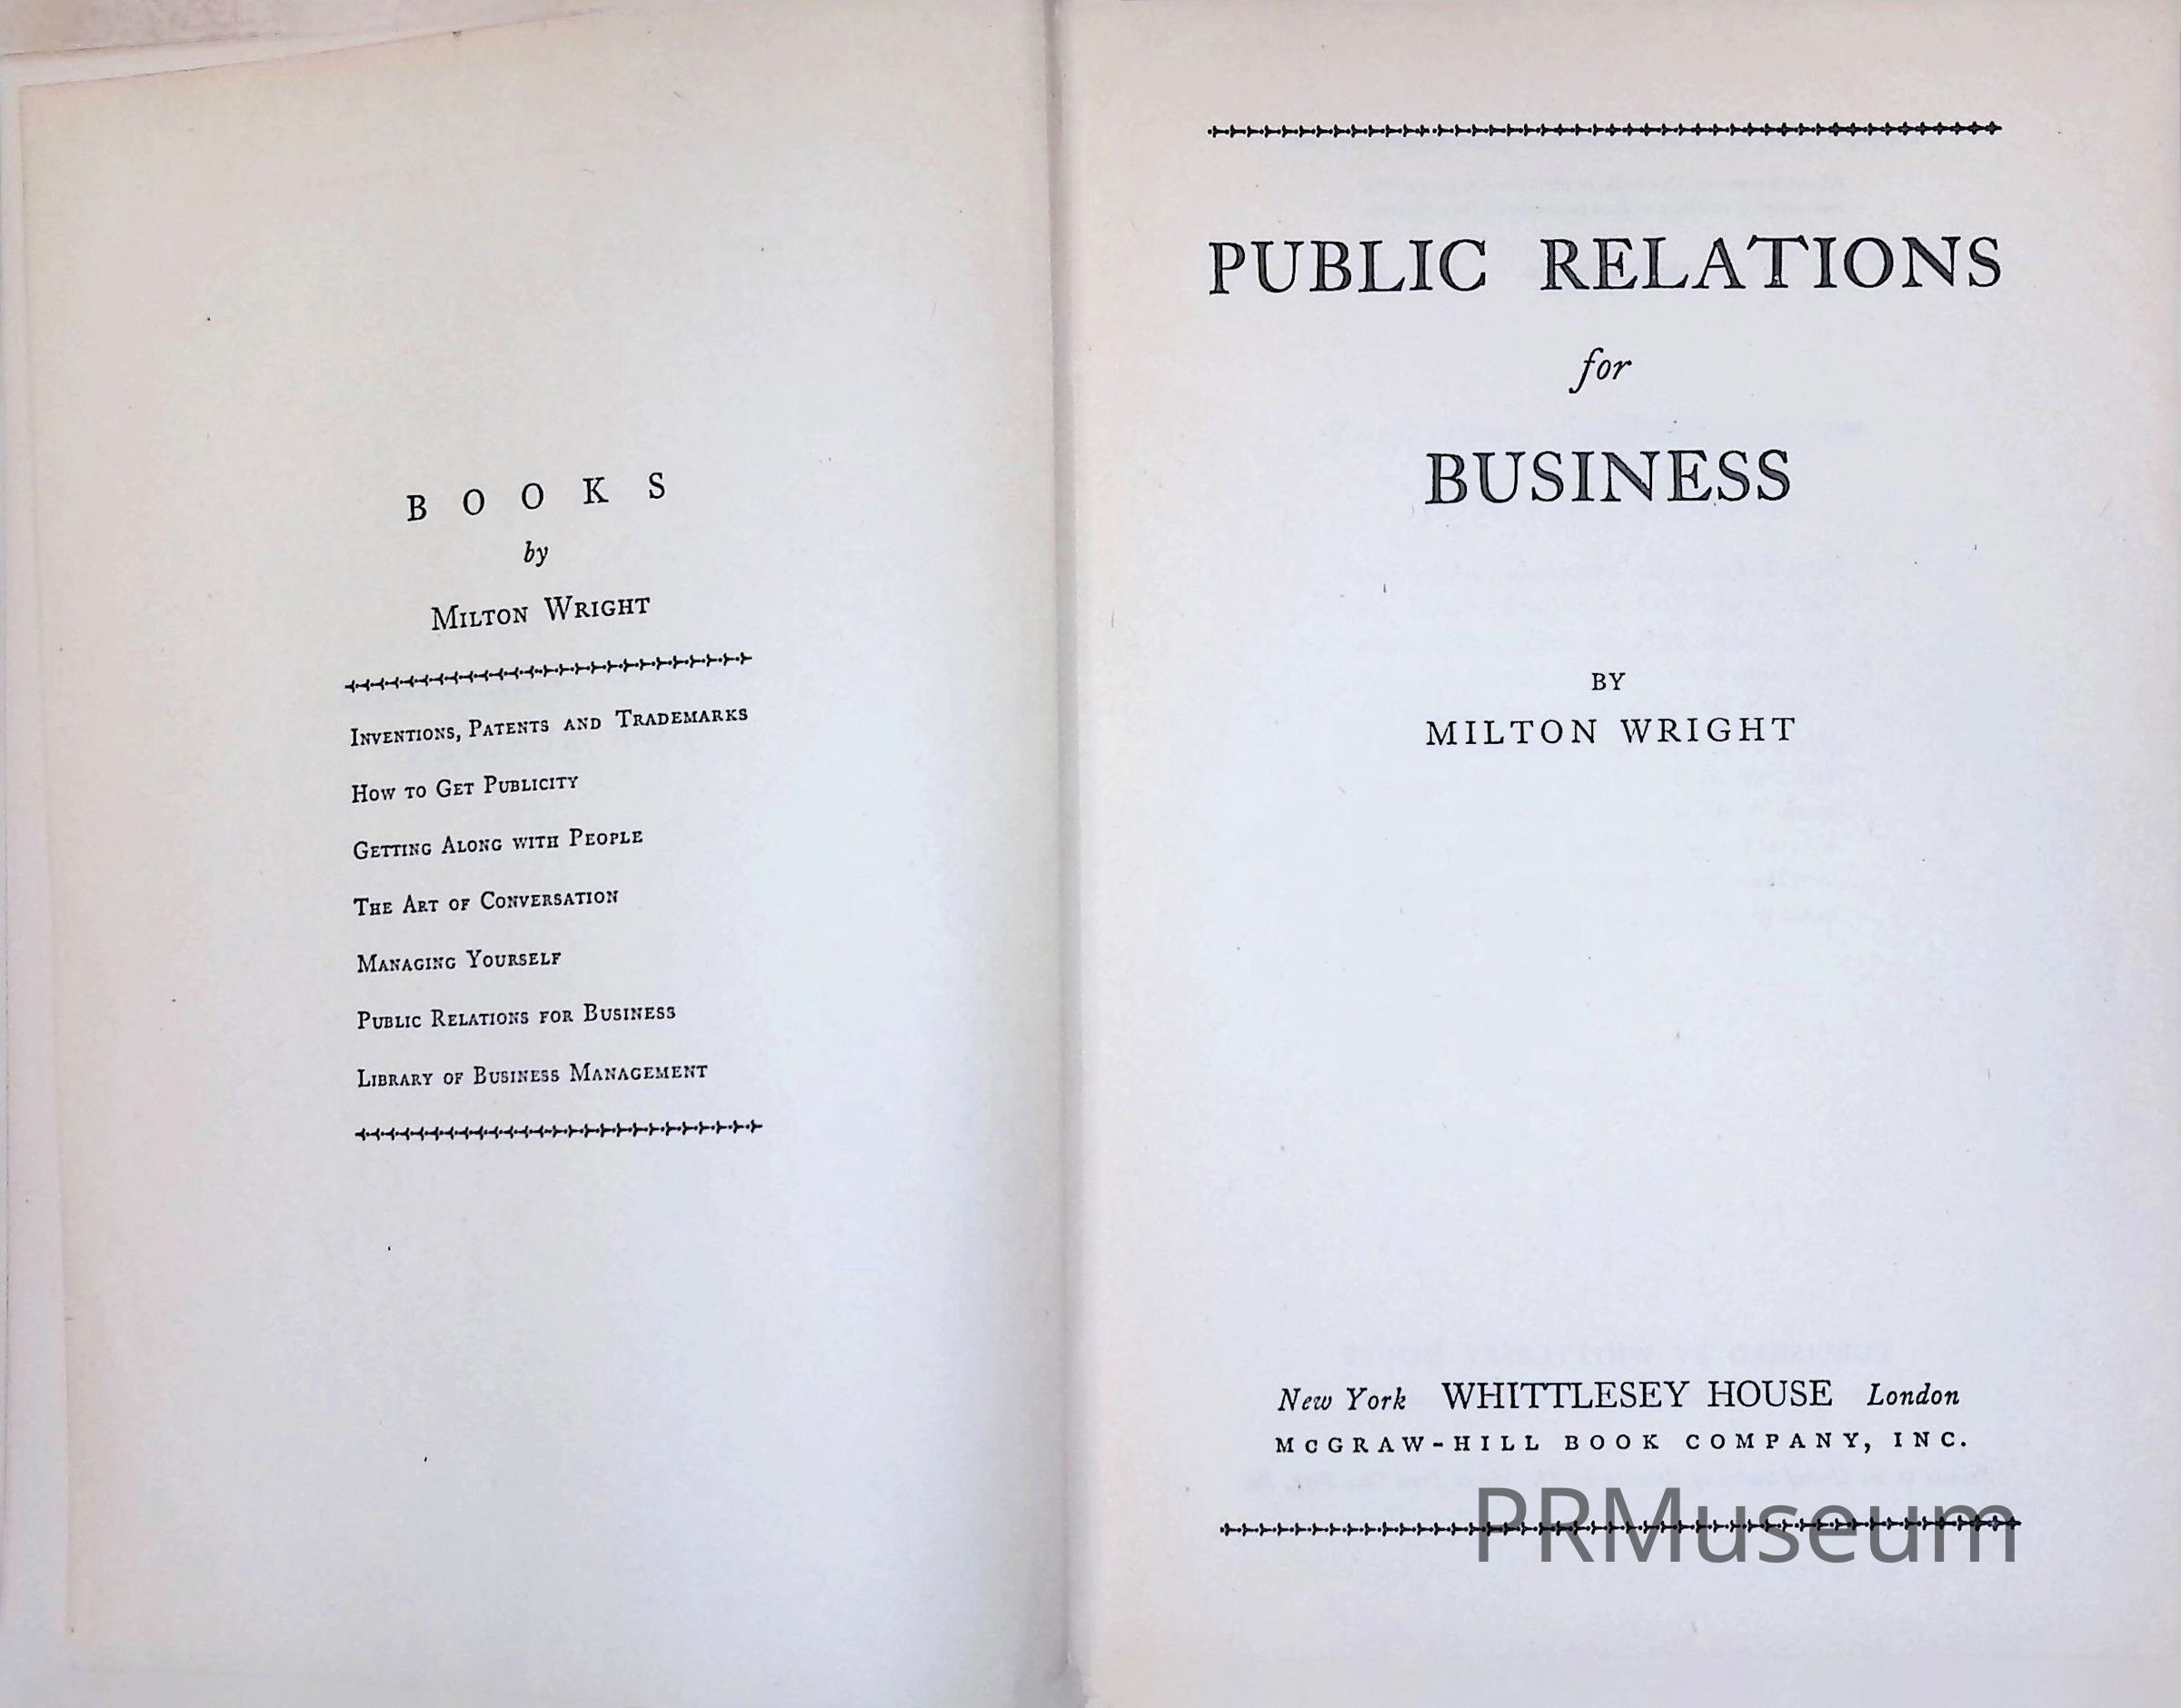 B O O K S
by
Milton Wright
Inventions, Patents and Trademarks
How to Get Publicity
Getting Along with People
The Art of Conversation
Managing Yourself
Public Relations for Business
Library of Business Management
PUBLIC RELATIONS
for
BUSINESS
BY
MILTON WRIGHT
New York WHITTLESEY HOUSE London
McGRAW-HILL BOOK COMPANY, INC.
PRMuseum